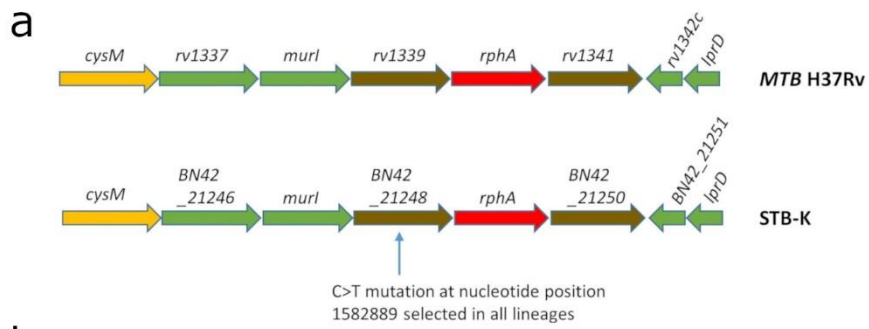 a
cysM rv1337 murI rv1339 rphA rv1341 rv1342c lprD
MTB H37Rv
BN42 BN42 BN42 BN42_21251
cysM _21246 murI _21248 rphA _21250 lprD
STB-K
C>T mutation at nucleotide position
1582889 selected in all lineages